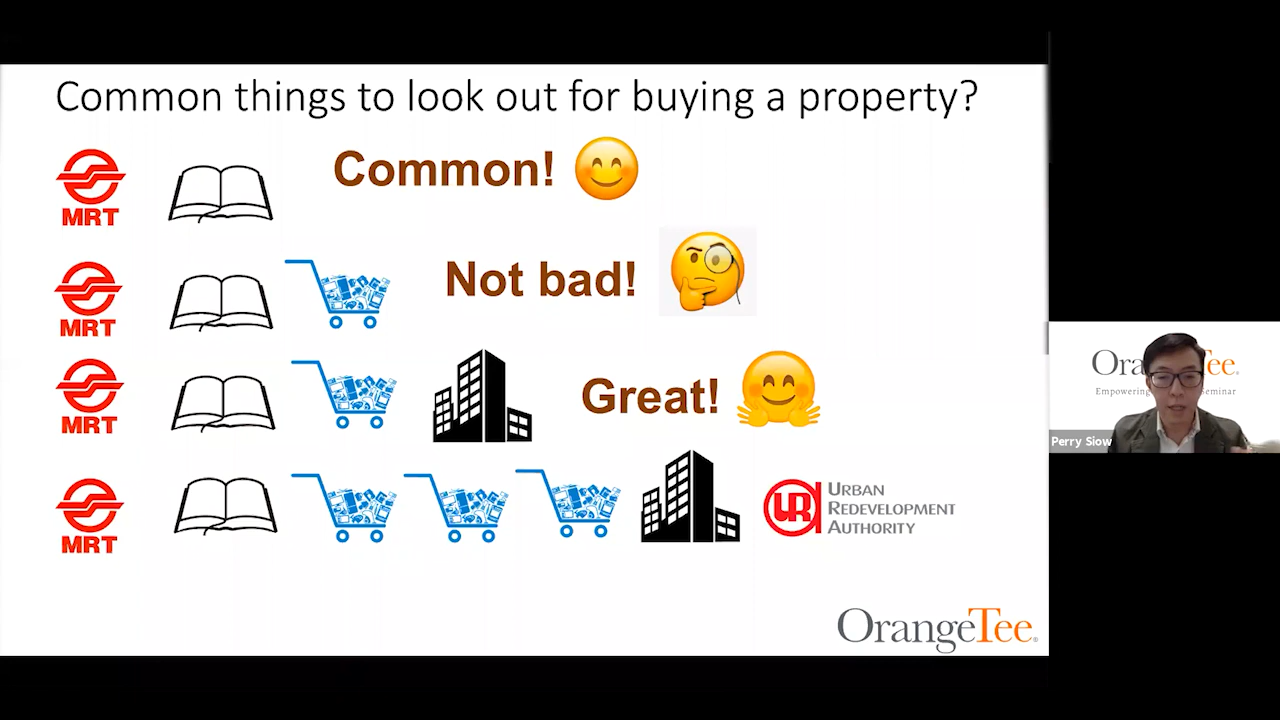 Common things to look out for buying a property?
MRT
Common!
MRT
Not bad!
MRT
Great!
MRT
URBAN
REDEVELOPMENT
AUTHORITY
OrangeTee
Empowering
Seminar
Perry Siow